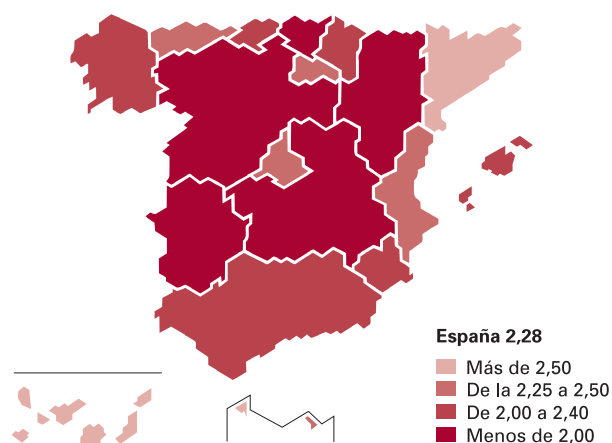 España 2,28
Más de 2,50
De la 2,25 a 2,50
De 2,00 a 2,40
Menos de 2,00